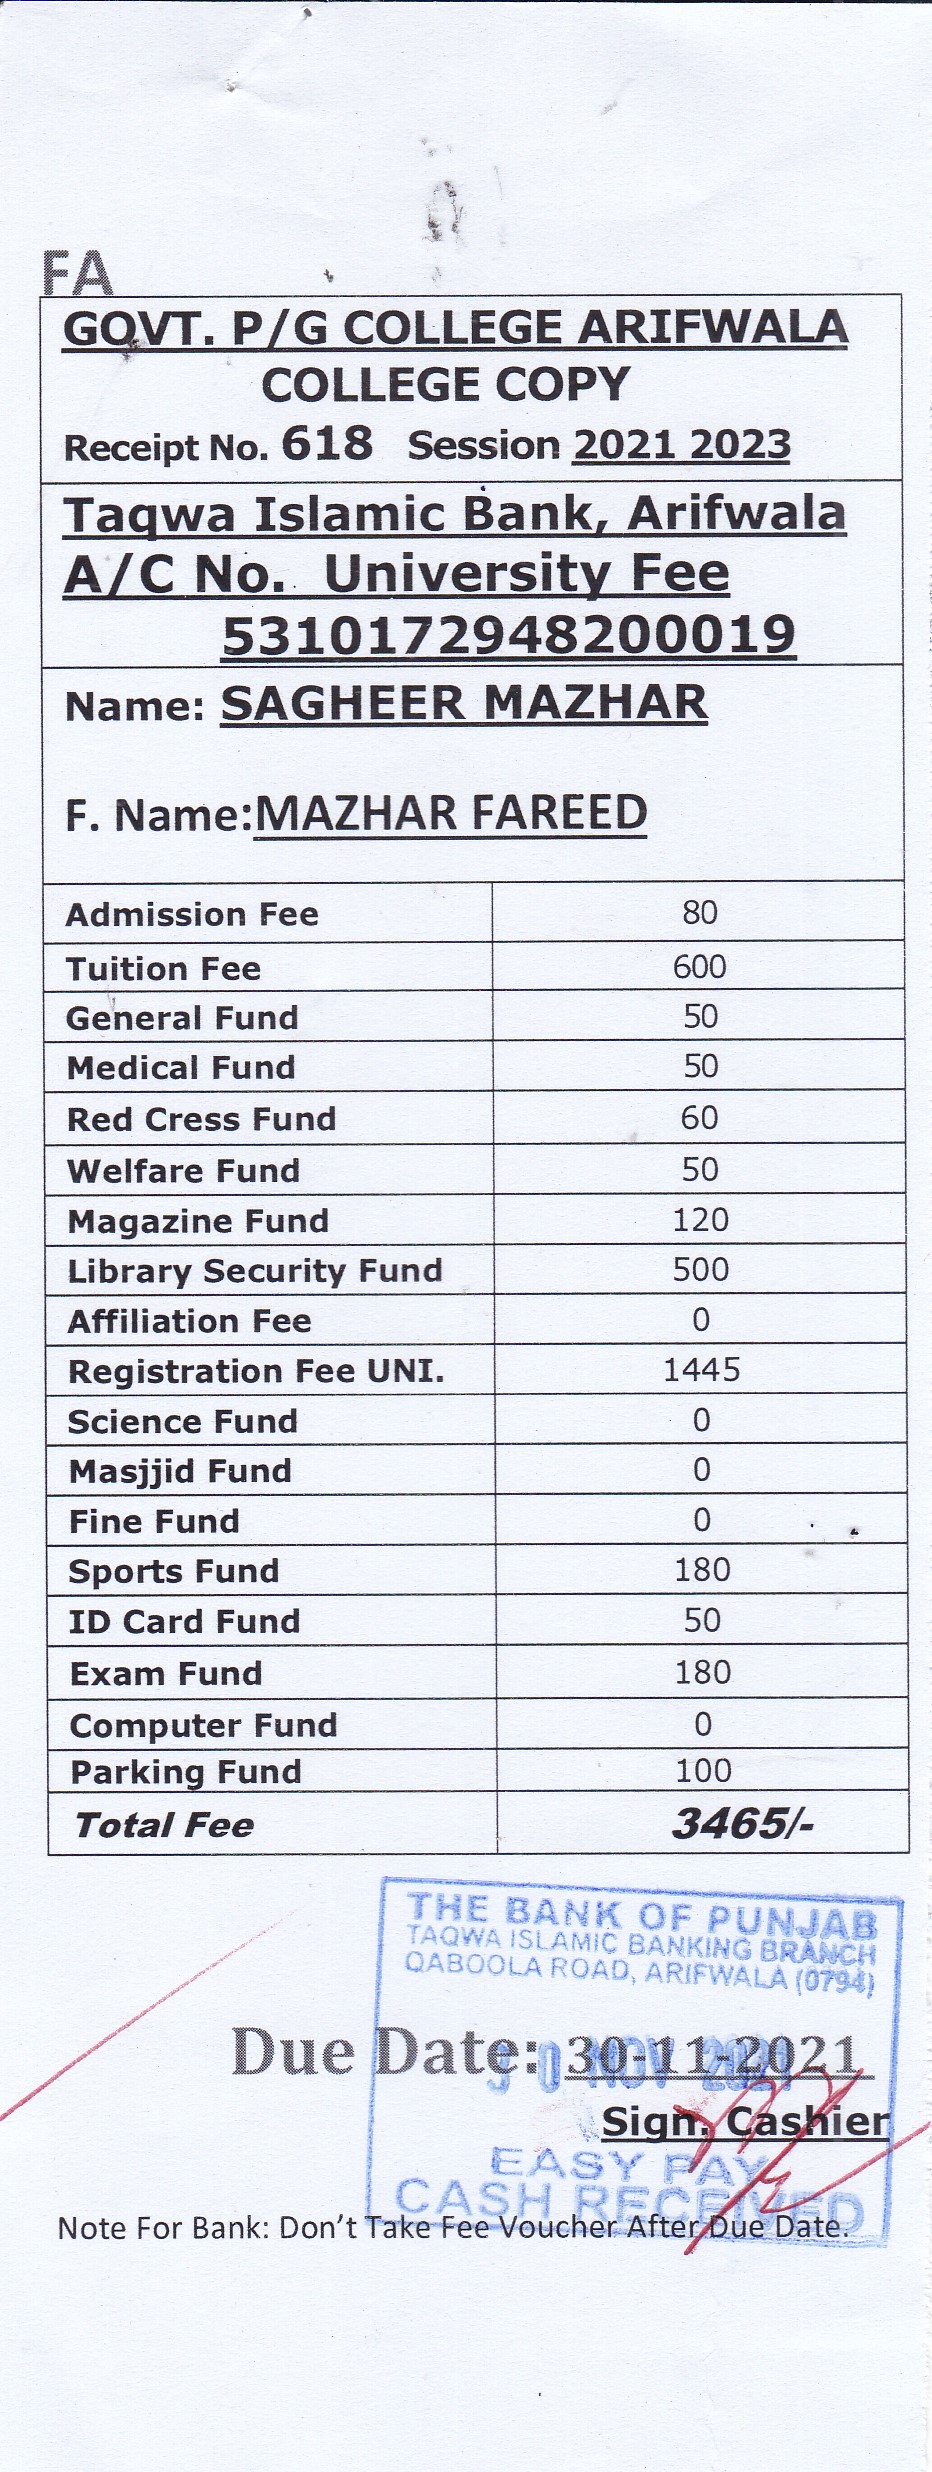 FA
GOVT. P/G COLLEGE ARIFWALA
COLLEGE COPY
Receipt No. 618 Session 2021 2023
Taqwa Islamic Bank, Arifwala
A/C No. University Fee
5310172948200019
Name: SAGHEER MAZHAR
F. Name:MAZHAR FAREED
Admission Fee 80
Tuition Fee 600
General Fund 50
Medical Fund 50
Red Cress Fund 60
Welfare Fund 50
Magazine Fund 120
Library Security Fund 500
Affiliation Fee 0
Registration Fee UNI. 1445
Science Fund 0
Masjjid Fund 0
Fine Fund 0
Sports Fund 180
ID Card Fund 50
Exam Fund 180
Computer Fund 0
Parking Fund 100
Total Fee 3465/-
THE BANK OF PUNJAB
TAQWA ISLAMIC BANKING BRANCH
QABOOLA ROAD, ARIFWALA (0794)
Due Date: 30-11-2021
30 NOV 2021
Sign. Cashier
EASY PAY
CASH RECEIVED
Note For Bank: Don't Take Fee Voucher After Due Date.